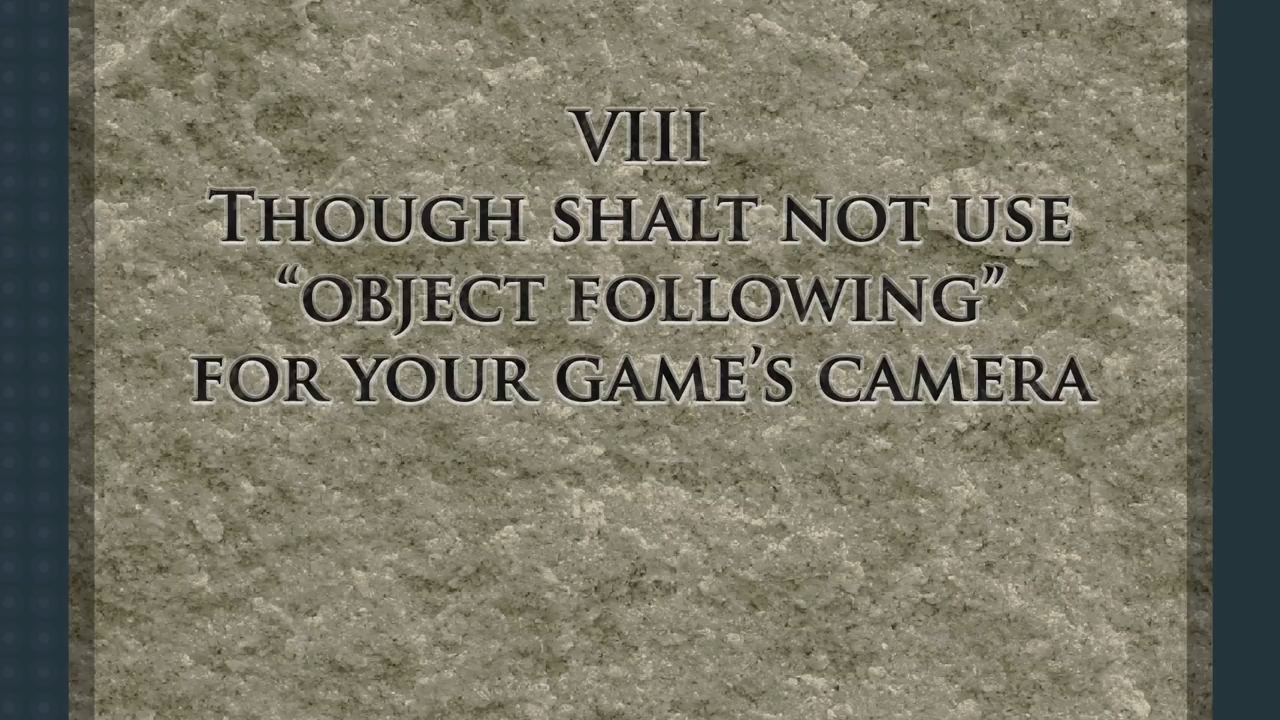 VIII
Though shalt not use
“object following”
for your game’s camera